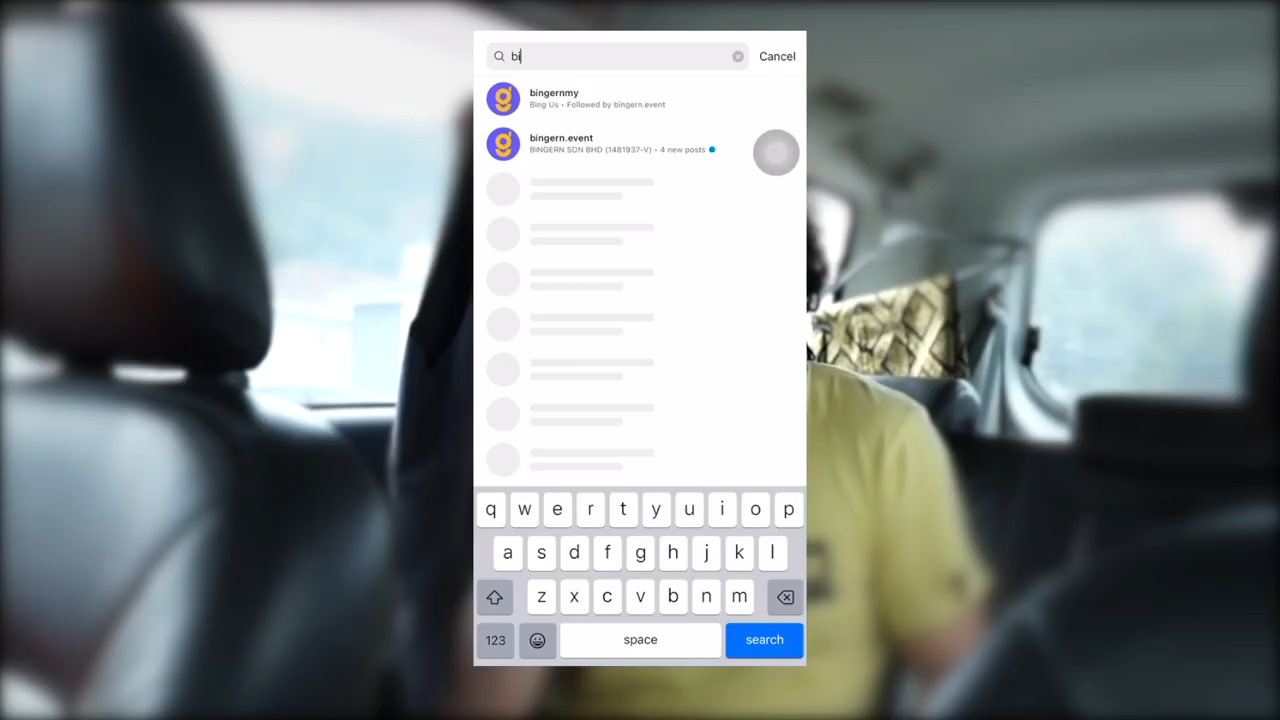 bi
Cancel
bingernmy
Bing Us • Followed by bingern.event
bingern.event
BINGERN SDN BHD (1481937-V) • 4 new posts
q w e r t y u i o p
a s d f g h j k l
z x c v b n m
123 space search